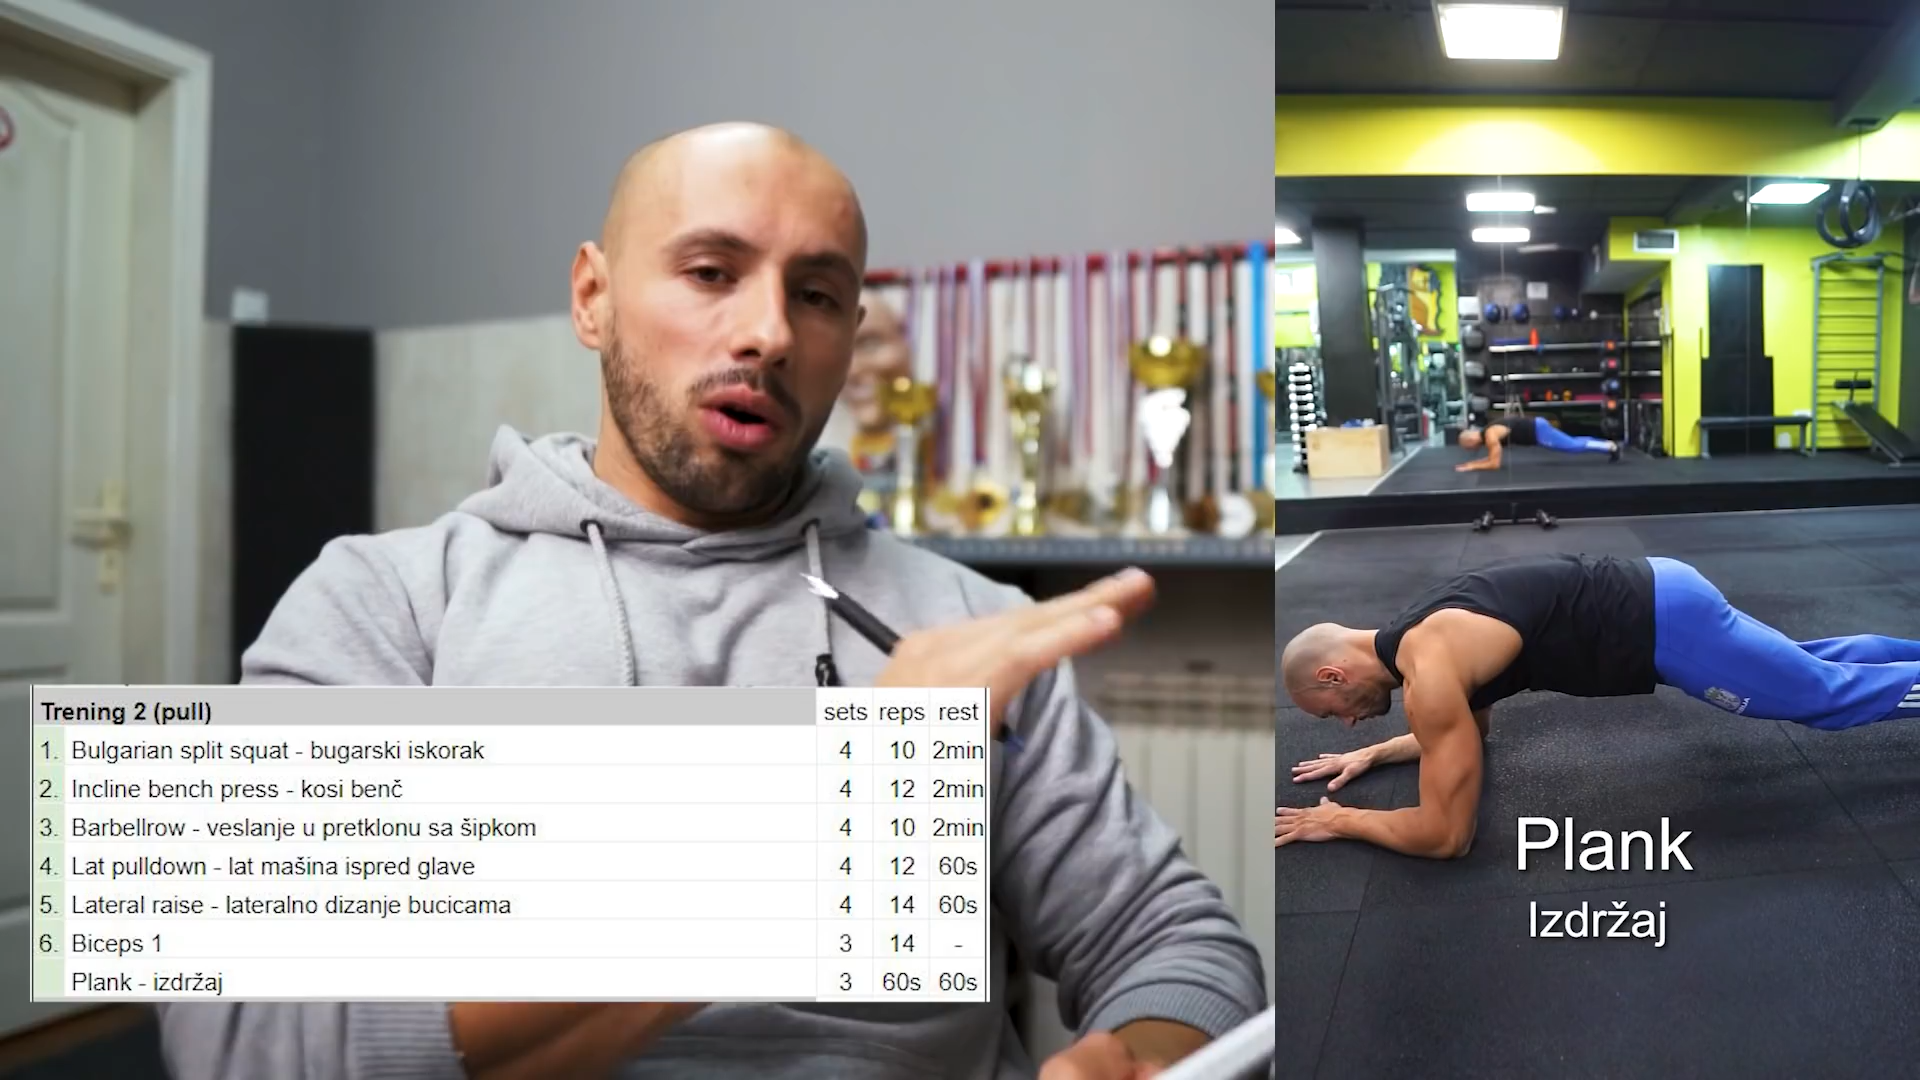 Trening 2 (pull) sets reps rest
1. Bulgarian split squat - bugarski iskorak 4 10 2min
2. Incline bench press - kosi benč 4 12 2min
3. Barbellrow - veslanje u pretklonu sa šipkom 4 10 2min
4. Lat pulldown - lat mašina ispred glave 4 12 60s
5. Lateral raise - lateralno dizanje bucicama 4 14 60s
6. Biceps 1 3 14 -
Plank - izdržaj 3 60s 60s
Plank
Izdržaj